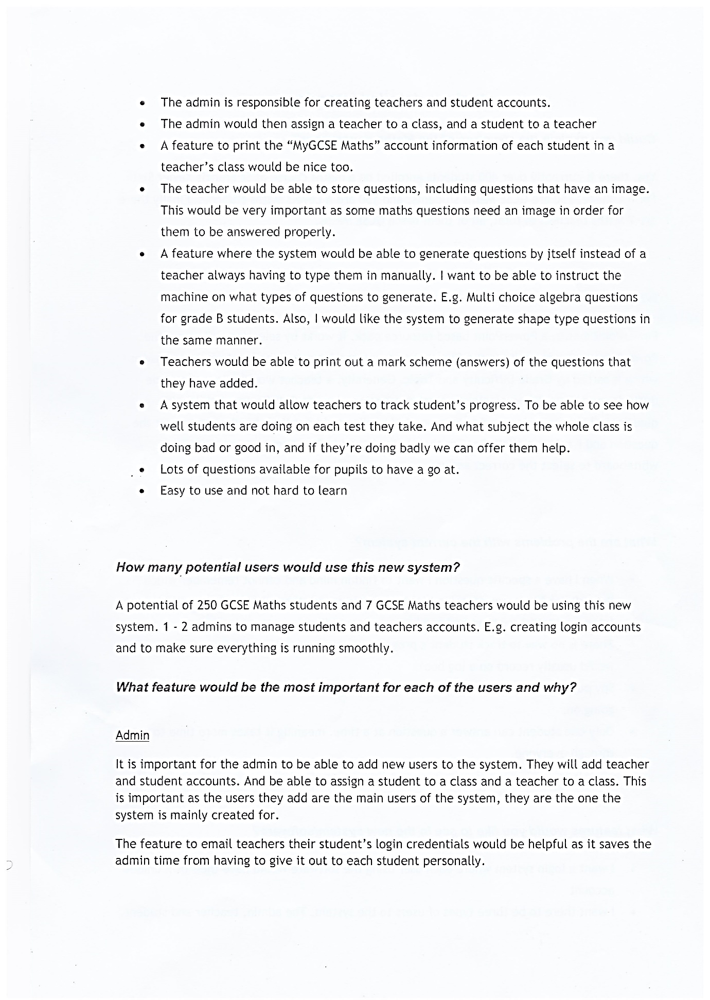 • The admin is responsible for creating teachers and student accounts.
• The admin would then assign a teacher to a class, and a student to a teacher
• A feature to print the “MyGCSE Maths” account information of each student in a
teacher’s class would be nice too.
• The teacher would be able to store questions, including questions that have an image.
This would be very important as some maths questions need an image in order for
them to be answered properly.
• A feature where the system would be able to generate questions by itself instead of a
teacher always having to type them in manually. I want to be able to instruct the
machine on what types of questions to generate. E.g. Multi choice algebra questions
for grade B students. Also, I would like the system to generate shape type questions in
the same manner.
• Teachers would be able to print out a mark scheme (answers) of the questions that
they have added.
• A system that would allow teachers to track student’s progress. To be able to see how
well students are doing on each test they take. And what subject the whole class is
doing bad or good in, and if they’re doing badly we can offer them help.
• Lots of questions available for pupils to have a go at.
• Easy to use and not hard to learn
How many potential users would use this new system?
A potential of 250 GCSE Maths students and 7 GCSE Maths teachers would be using this new
system. 1 - 2 admins to manage students and teachers accounts. E.g. creating login accounts
and to make sure everything is running smoothly.
What feature would be the most important for each of the users and why?
Admin
It is important for the admin to be able to add new users to the system. They will add teacher
and student accounts. And be able to assign a student to a class and a teacher to a class. This
is important as the users they add are the main users of the system, they are the one the
system is mainly created for.
The feature to email teachers their student’s login credentials would be helpful as it saves the
admin time from having to give it out to each student personally.